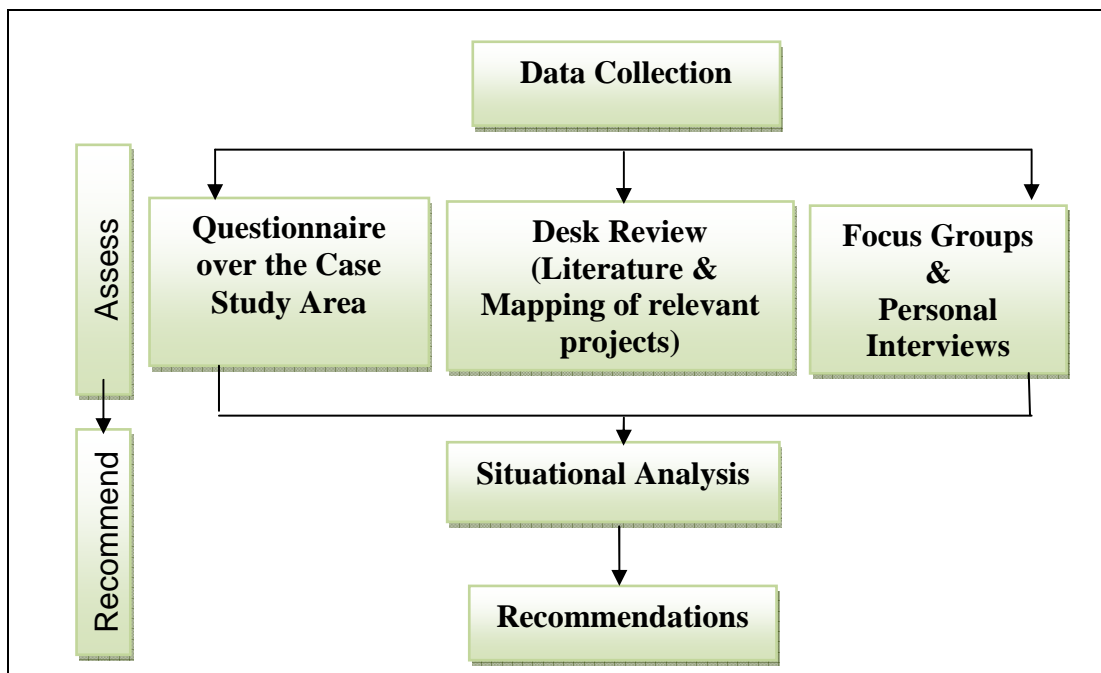 Data Collection
Assess
Questionnaire
over the Case
Study Area
Desk Review
(Literature &
Mapping of relevant
projects)
Focus Groups
&
Personal
Interviews
Recommend
Situational Analysis
Recommendations